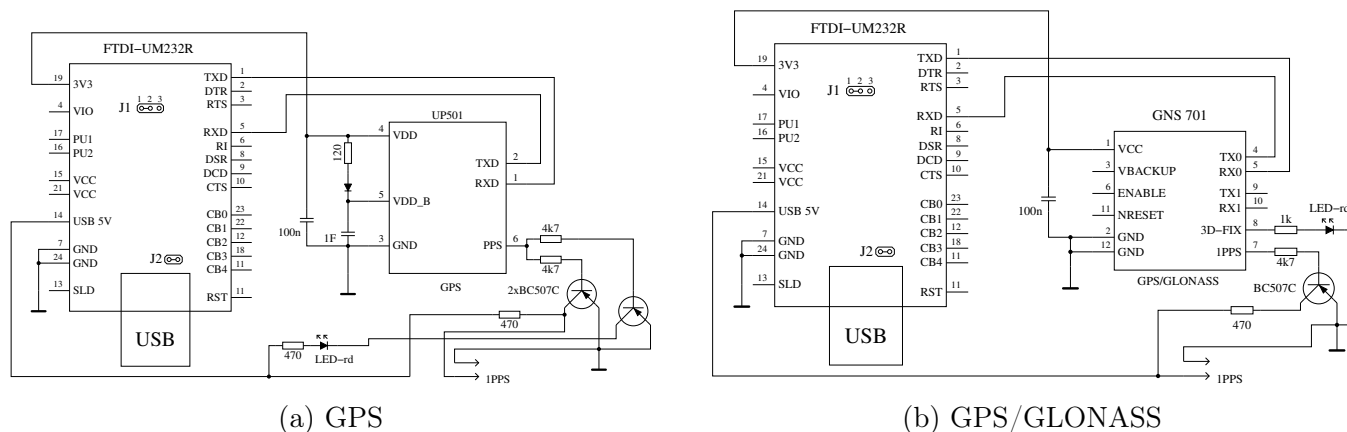 FTDI−UM232R
19 3V3
4 VIO
17 PU1
16 PU2
15 VCC
21 VCC
14 USB 5V
7 GND
24 GND
13 SLD
J1 1 2 3
J2
TXD 1
DTR 2
RTS 3
RXD 5
RI 6
DSR 8
DCD 9
CTS 10
CB0 23
CB1 22
CB2 12
CB3 18
CB4 11
RST 11
USB
120
100n
1F
UP501
4 VDD
5 VDD_B
3 GND
TXD 2
RXD 1
PPS 6
GPS
4k7
4k7
2xBC507C
470
470
LED−rd
1PPS
(a) GPS
FTDI−UM232R
19 3V3
4 VIO
17 PU1
16 PU2
15 VCC
21 VCC
14 USB 5V
7 GND
24 GND
13 SLD
J1 1 2 3
J2
TXD 1
DTR 2
RTS 3
RXD 5
RI 6
DSR 8
DCD 9
CTS 10
CB0 23
CB1 22
CB2 12
CB3 18
CB4 11
RST 11
USB
100n
GNS 701
1 VCC
3 VBACKUP
6 ENABLE
11 NRESET
2 GND
12 GND
TX0 4
RX0 5
TX1 9
RX1 10
3D−FIX 8
1PPS 7
GPS/GLONASS
1k
LED−rd
4k7
BC507C
470
1PPS
(b) GPS/GLONASS